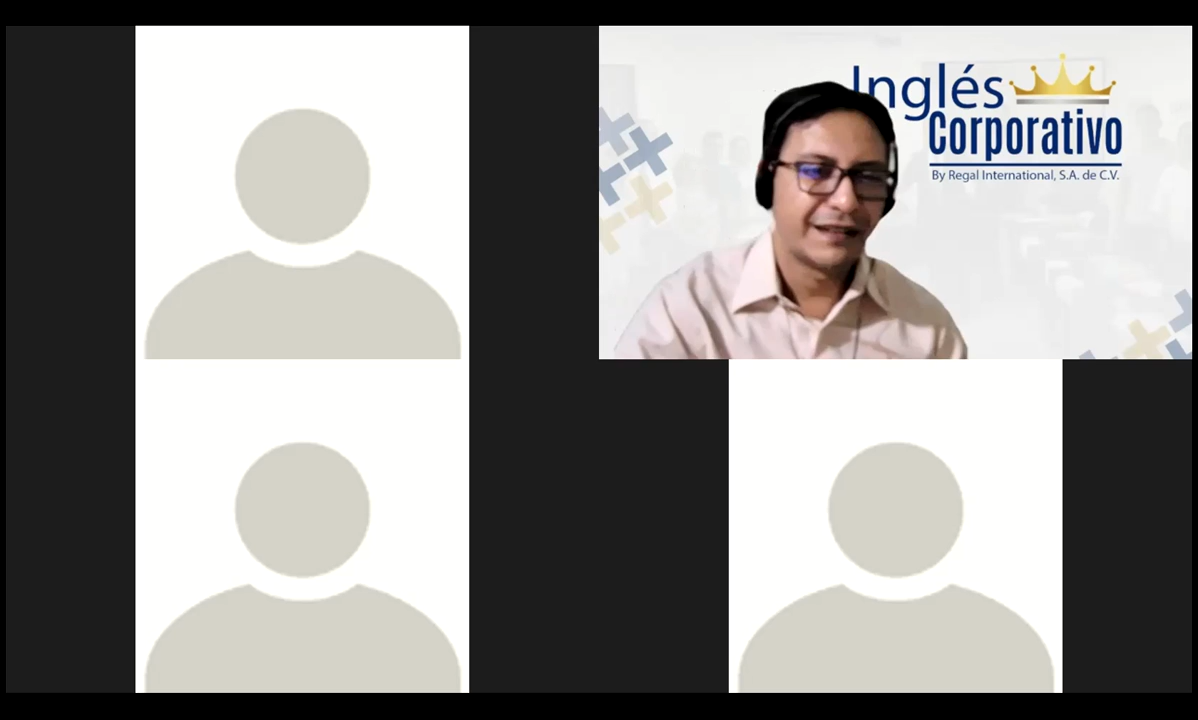 Inglés
Corporativo
By Regal International, S.A. de C.V.